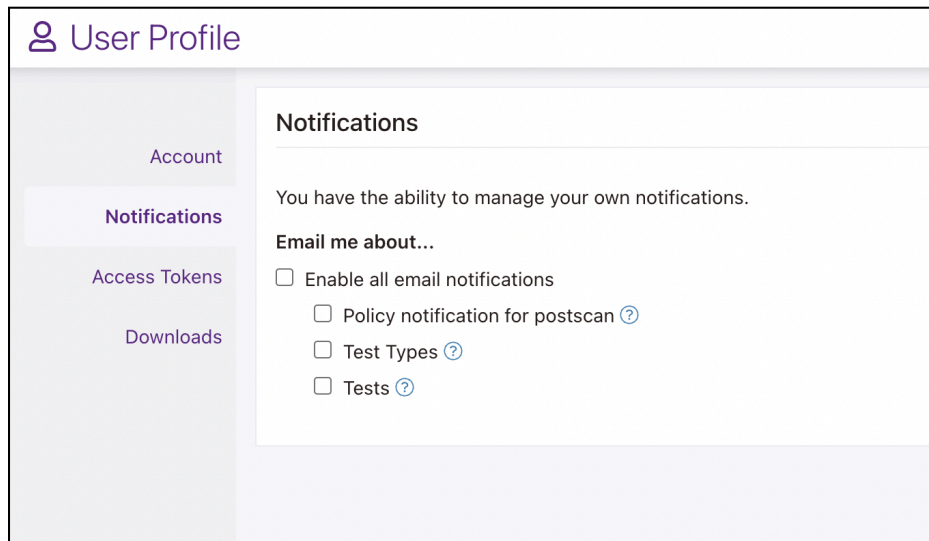 User Profile
Account
Notifications
Access Tokens
Downloads
Notifications
You have the ability to manage your own notifications.
Email me about...
Enable all email notifications
Policy notification for postscan ?
Test Types ?
Tests ?